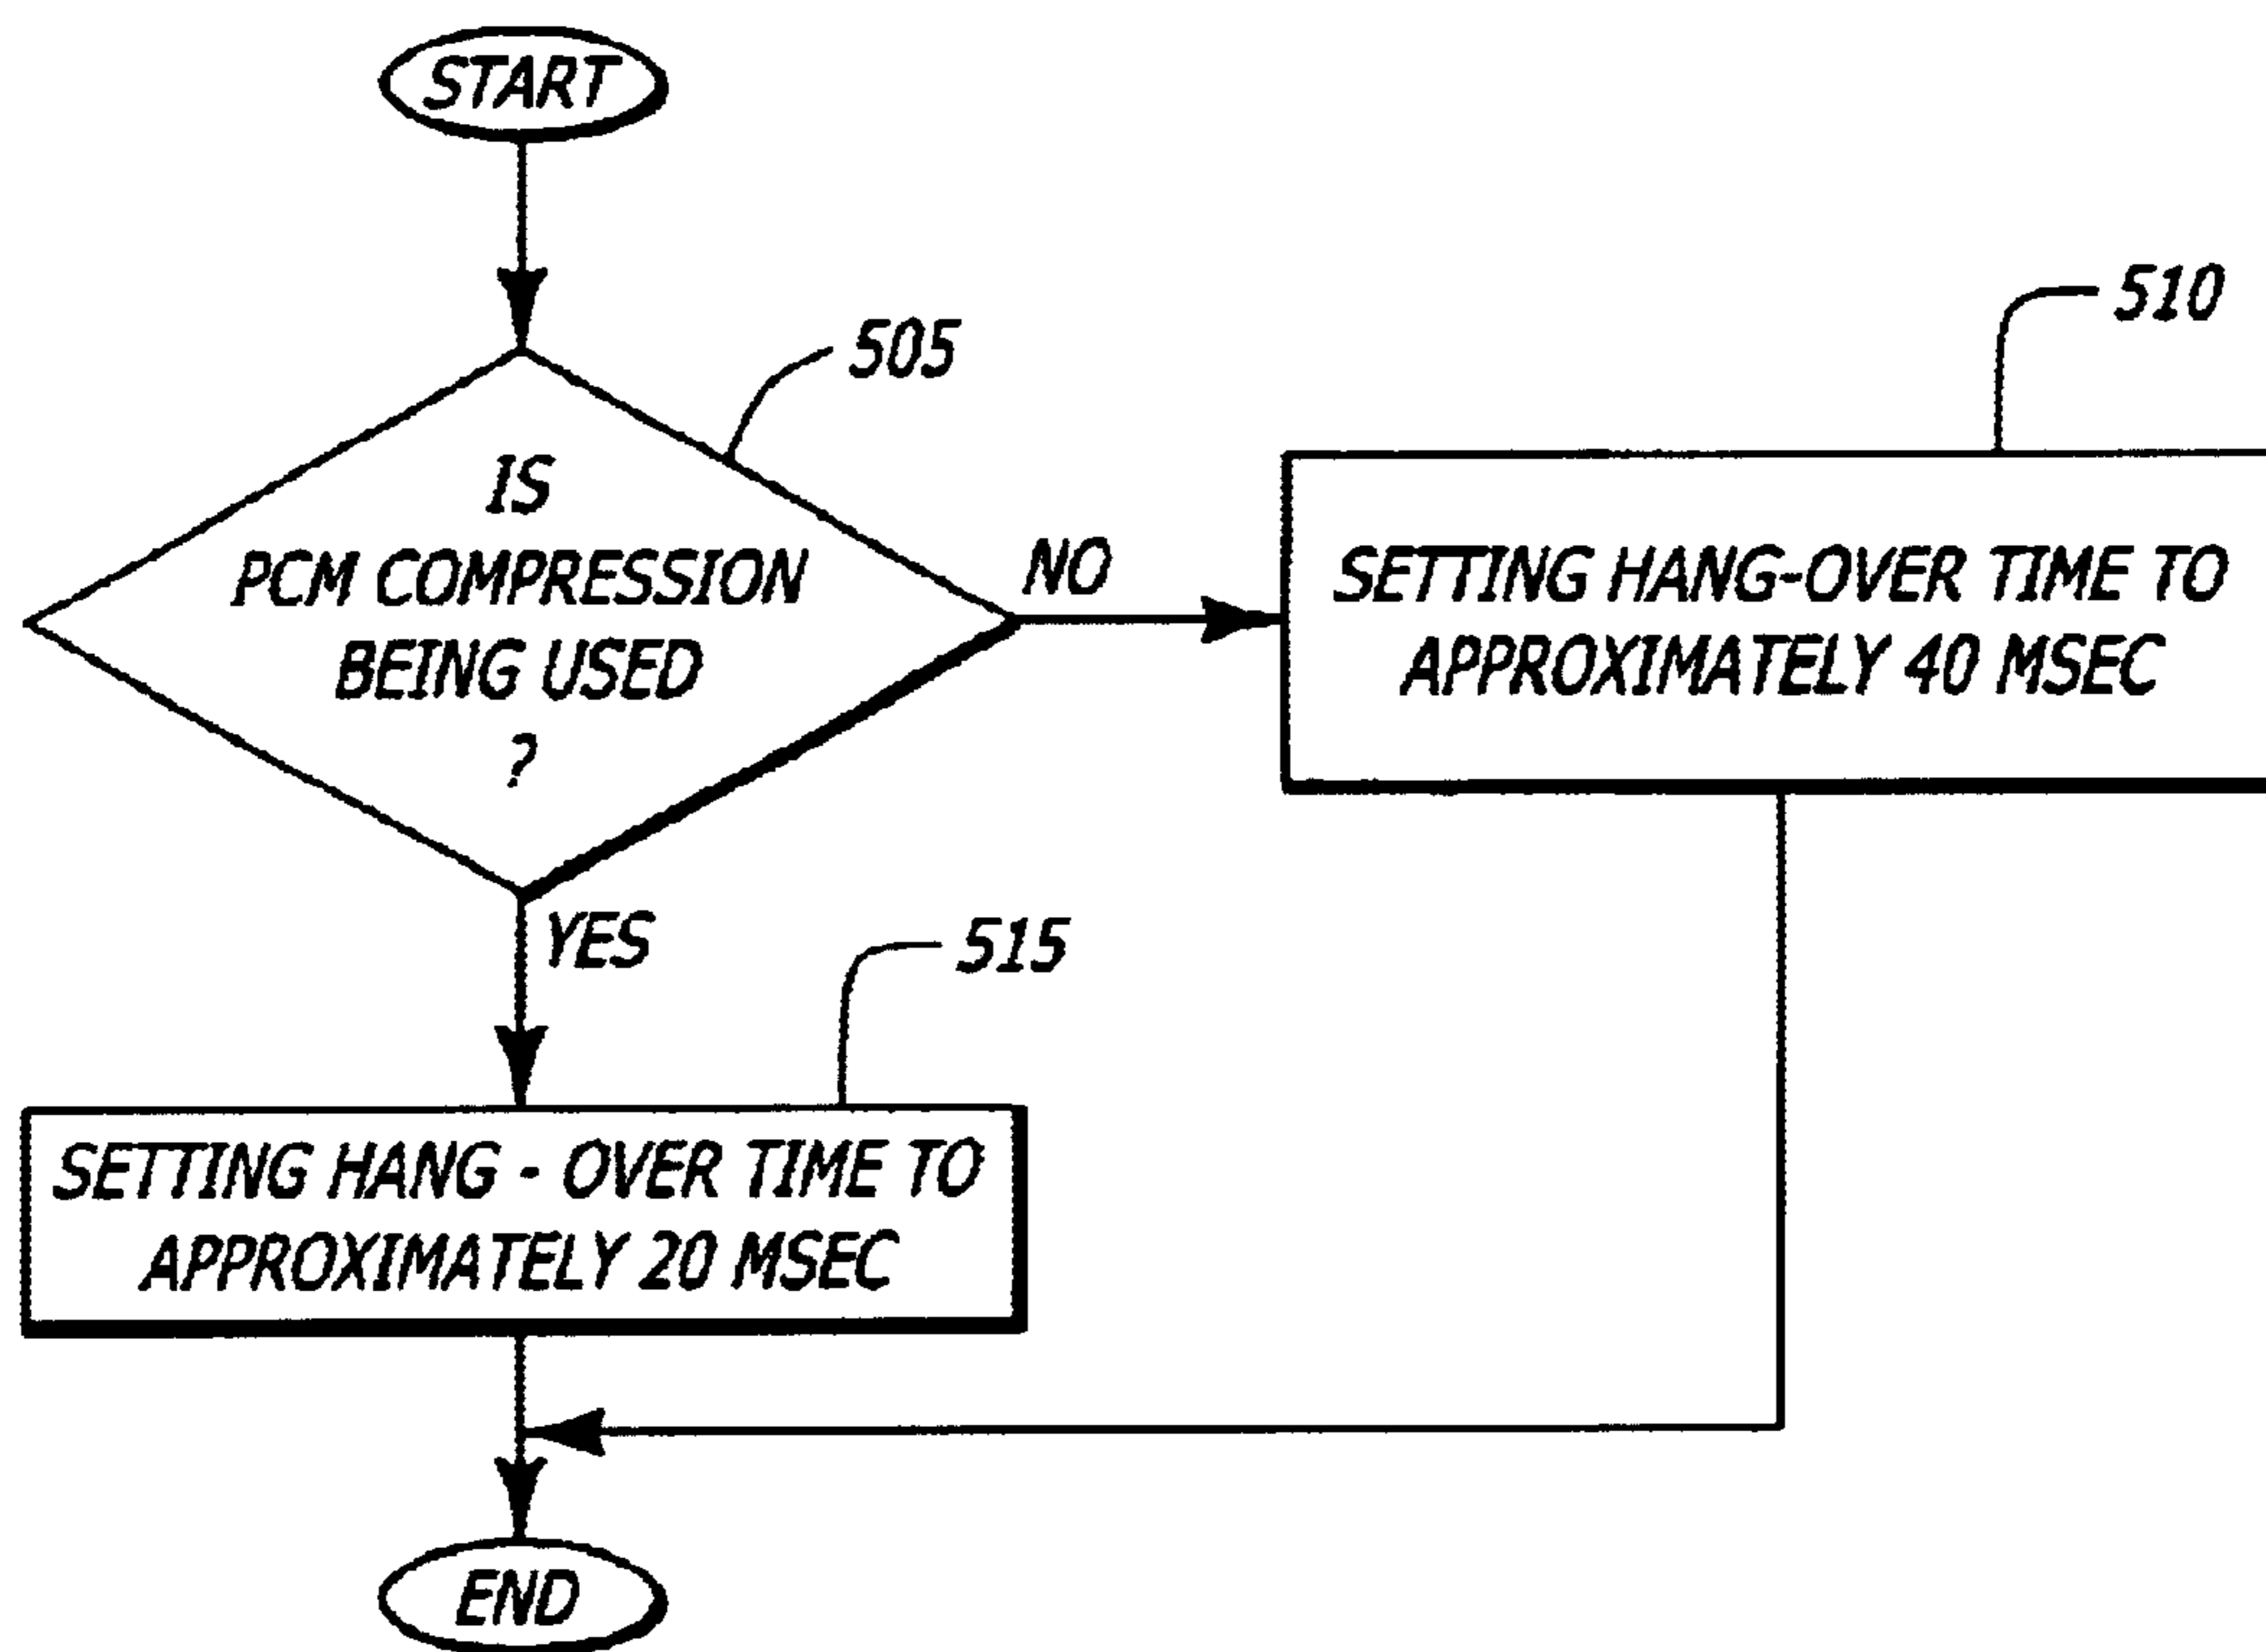 START
505
IS
PCM COMPRESSION
BEING USED
?
NO
510
SETTING HANG-OVER TIME TO
APPROXIMATELY 40 MSEC
YES
515
SETTING HANG - OVER TIME TO
APPROXIMATELY 20 MSEC
END